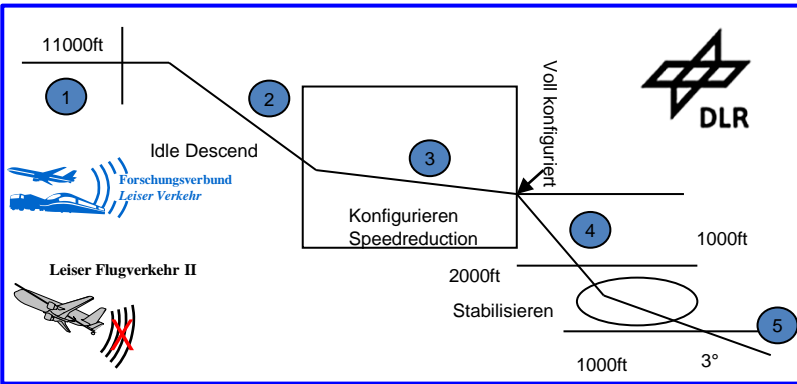 11000ft
1
2
Idle Descend
3
Voll konfiguriert
DLR
Forschungsverbund
Leiser Verkehr
Konfigurieren
Speedreduction
4
1000ft
2000ft
Leiser Flugverkehr II
Stabilisieren
5
1000ft
3°